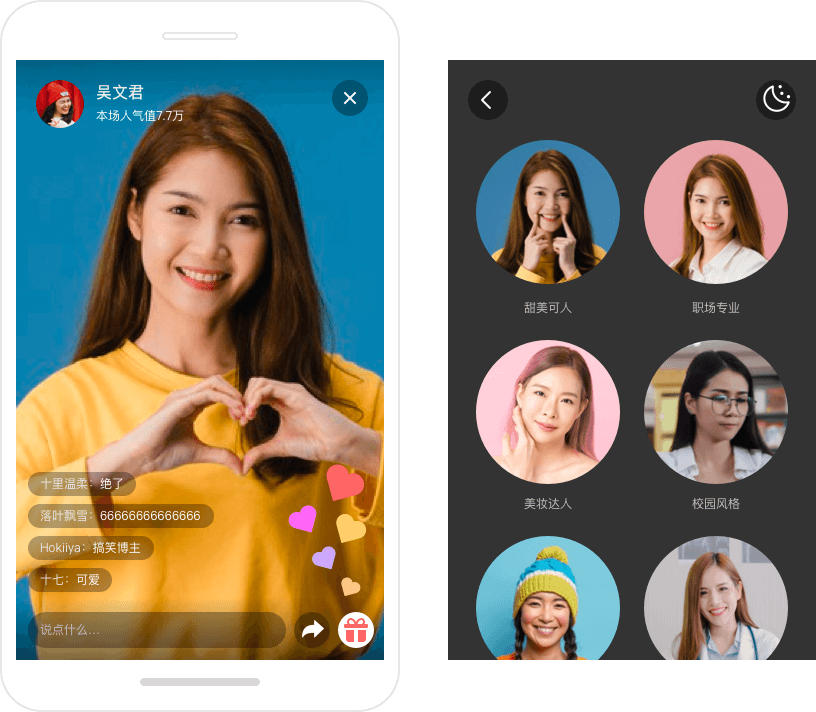 吴文君
本场人气值7.7万
十里温柔：绝了
落叶飘雪：66666666666666
Hokiiya：搞笑博主
十七：可爱
说点什么...
甜美可人
职场专业
美妆达人
校园风格